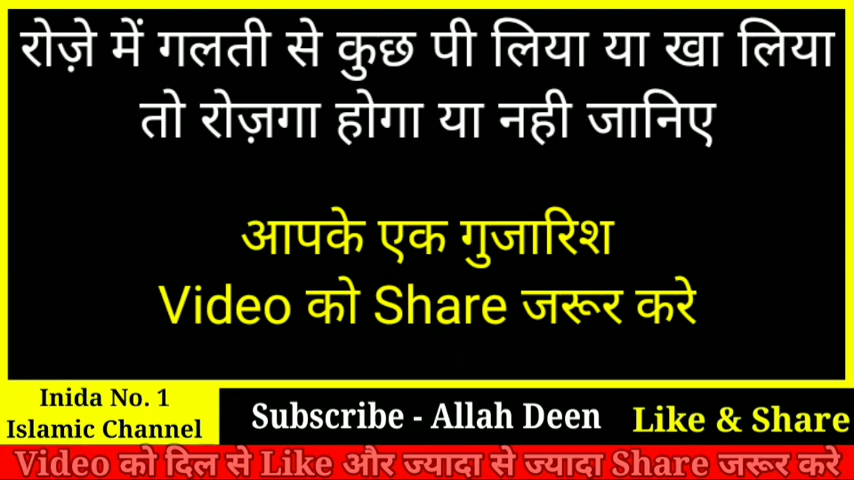 रोज़े में गलती से कुछ पी लिया या खा लिया
तो रोज़गा होगा या नही जानिए
आपके एक गुजारिश
Video को Share जरूर करे
Inida No. 1
Islamic Channel
Subscribe - Allah Deen
Like & Share
Video को दिल से Like और ज्यादा से ज्यादा Share जरूर करे